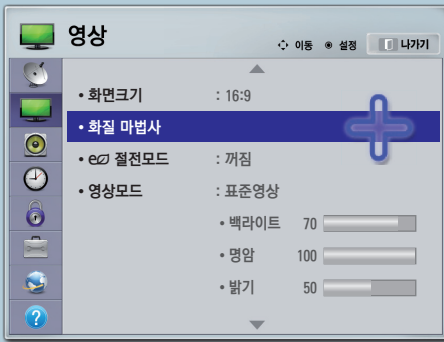 영상
이동 ◉ 설정 나가기
• 화면크기 : 16:9
• 화질 마법사
• e 절전모드 : 꺼짐
• 영상모드 : 표준영상
• 백라이트 70
• 명암 100
• 밝기 50
?